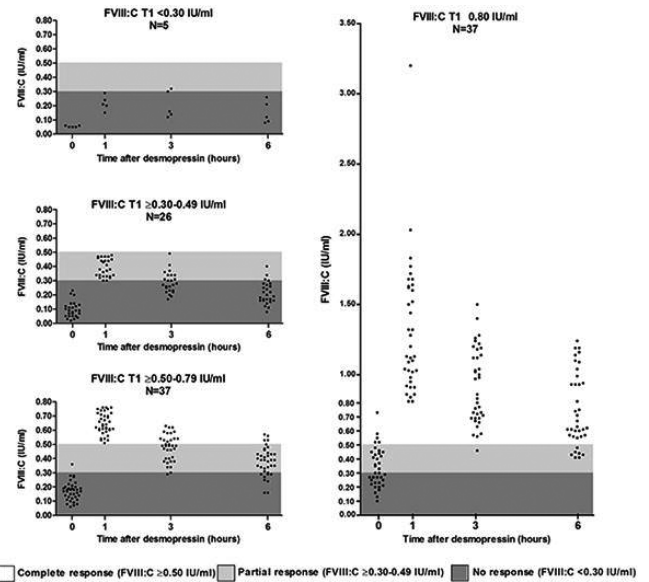 FVIII:C T1 <0.30 IU/ml
N=5
FVIII:C (IU/ml)
0.80
0.70
0.60
0.50
0.40
0.30
0.20
0.10
0.00
0 1 3 6
Time after desmopressin (hours)
FVIII:C T1 ≥0.30-0.49 IU/ml
N=26
FVIII:C (IU/ml)
0.80
0.70
0.60
0.50
0.40
0.30
0.20
0.10
0.00
0 1 3 6
Time after desmopressin (hours)
FVIII:C T1 ≥0.50-0.79 IU/ml
N=37
FVIII:C (IU/ml)
0.80
0.70
0.60
0.50
0.40
0.30
0.20
0.10
0.00
0 1 3 6
Time after desmopressin (hours)
FVIII:C T1 0.80 IU/ml
N=37
FVIII:C (IU/ml)
3.50
3.00
2.50
2.00
1.50
1.00
0.80
0.70
0.60
0.50
0.40
0.30
0.20
0.10
0.00
0 1 3 6
Time after desmopressin (hours)
Complete response (FVIII:C ≥0.50 IU/ml) Partial response (FVIII:C ≥0.30-0.49 IU/ml) No response (FVIII:C <0.30 IU/ml)